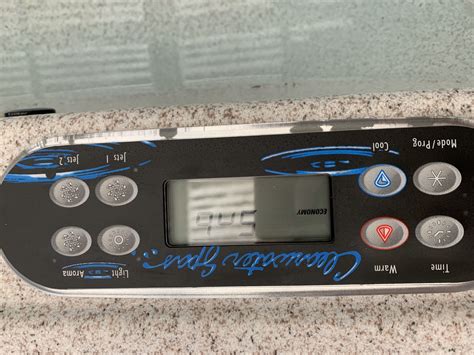 Time Warm Clearwater Spas Light Aroma
ECONOMY
Mode/Prog Cool Jets 1 Jets 2